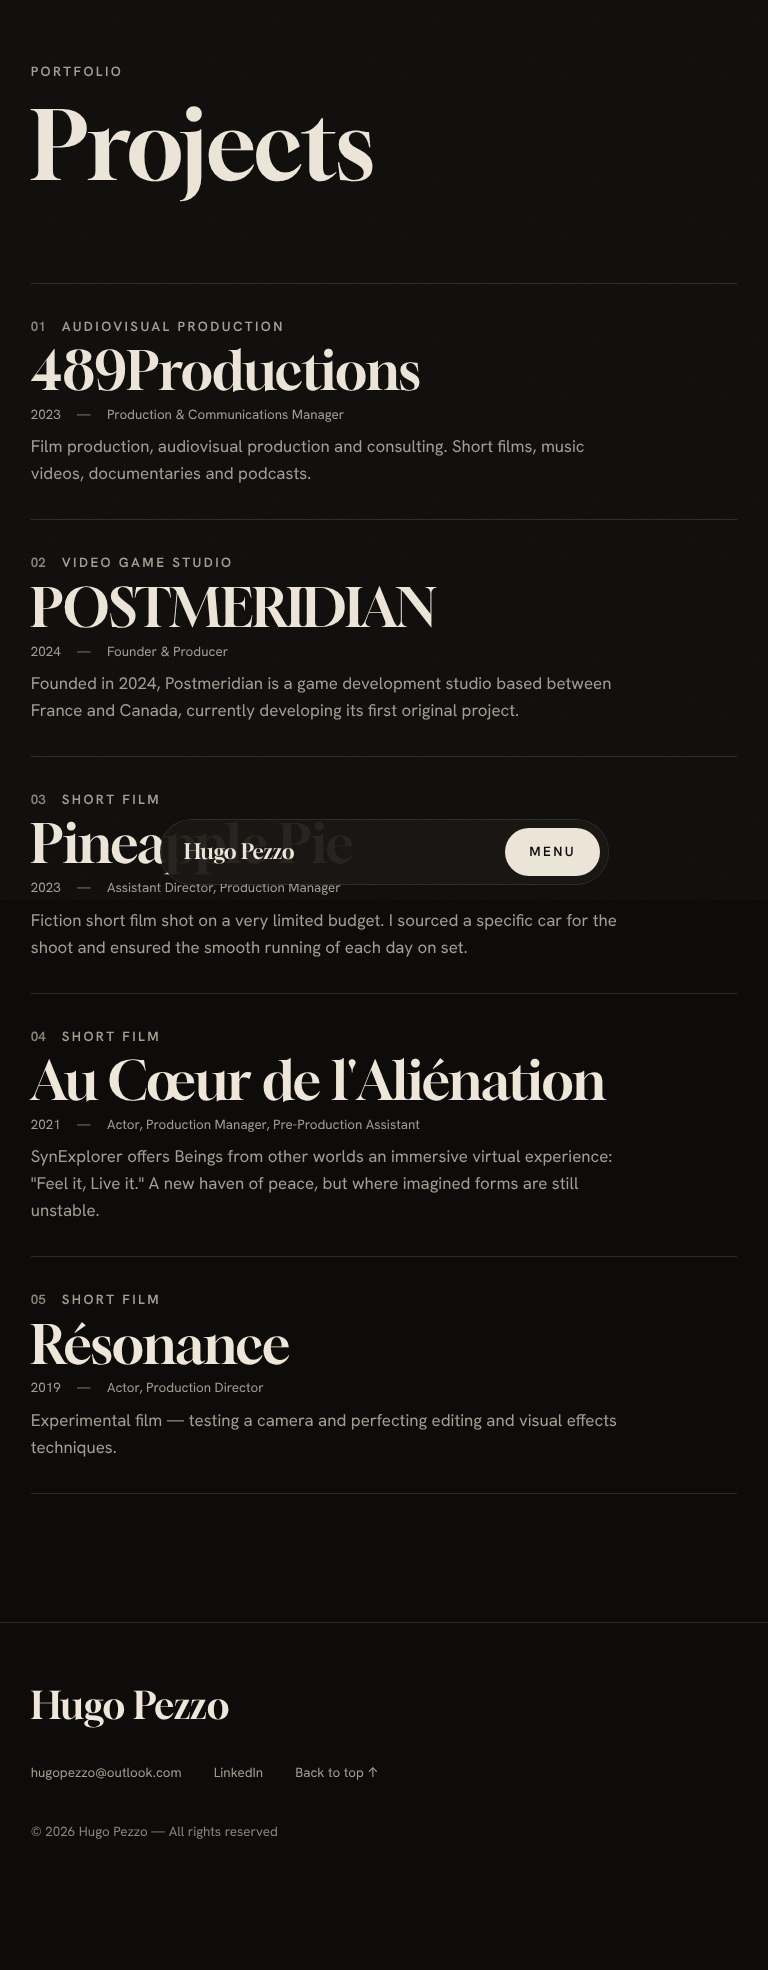 PORTFOLIO
Projects
01 AUDIOVISUAL PRODUCTION
489Productions
2023 — Production & Communications Manager
Film production, audiovisual production and consulting. Short films, music
videos, documentaries and podcasts.
02 VIDEO GAME STUDIO
POSTMERIDIAN
2024 — Founder & Producer
Founded in 2024, Postmeridian is a game development studio based between
France and Canada, currently developing its first original project.
03 SHORT FILM
Pineapple Pie
Hugo Pezzo
MENU
2023 — Assistant Director, Production Manager
Fiction short film shot on a very limited budget. I sourced a specific car for the
shoot and ensured the smooth running of each day on set.
04 SHORT FILM
Au Cœur de l'Aliénation
2021 — Actor, Production Manager, Pre-Production Assistant
SynExplorer offers Beings from other worlds an immersive virtual experience:
"Feel it, Live it." A new haven of peace, but where imagined forms are still
unstable.
05 SHORT FILM
Résonance
2019 — Actor, Production Director
Experimental film — testing a camera and perfecting editing and visual effects
techniques.
Hugo Pezzo
hugopezzo@outlook.com LinkedIn Back to top ↑
© 2026 Hugo Pezzo — All rights reserved